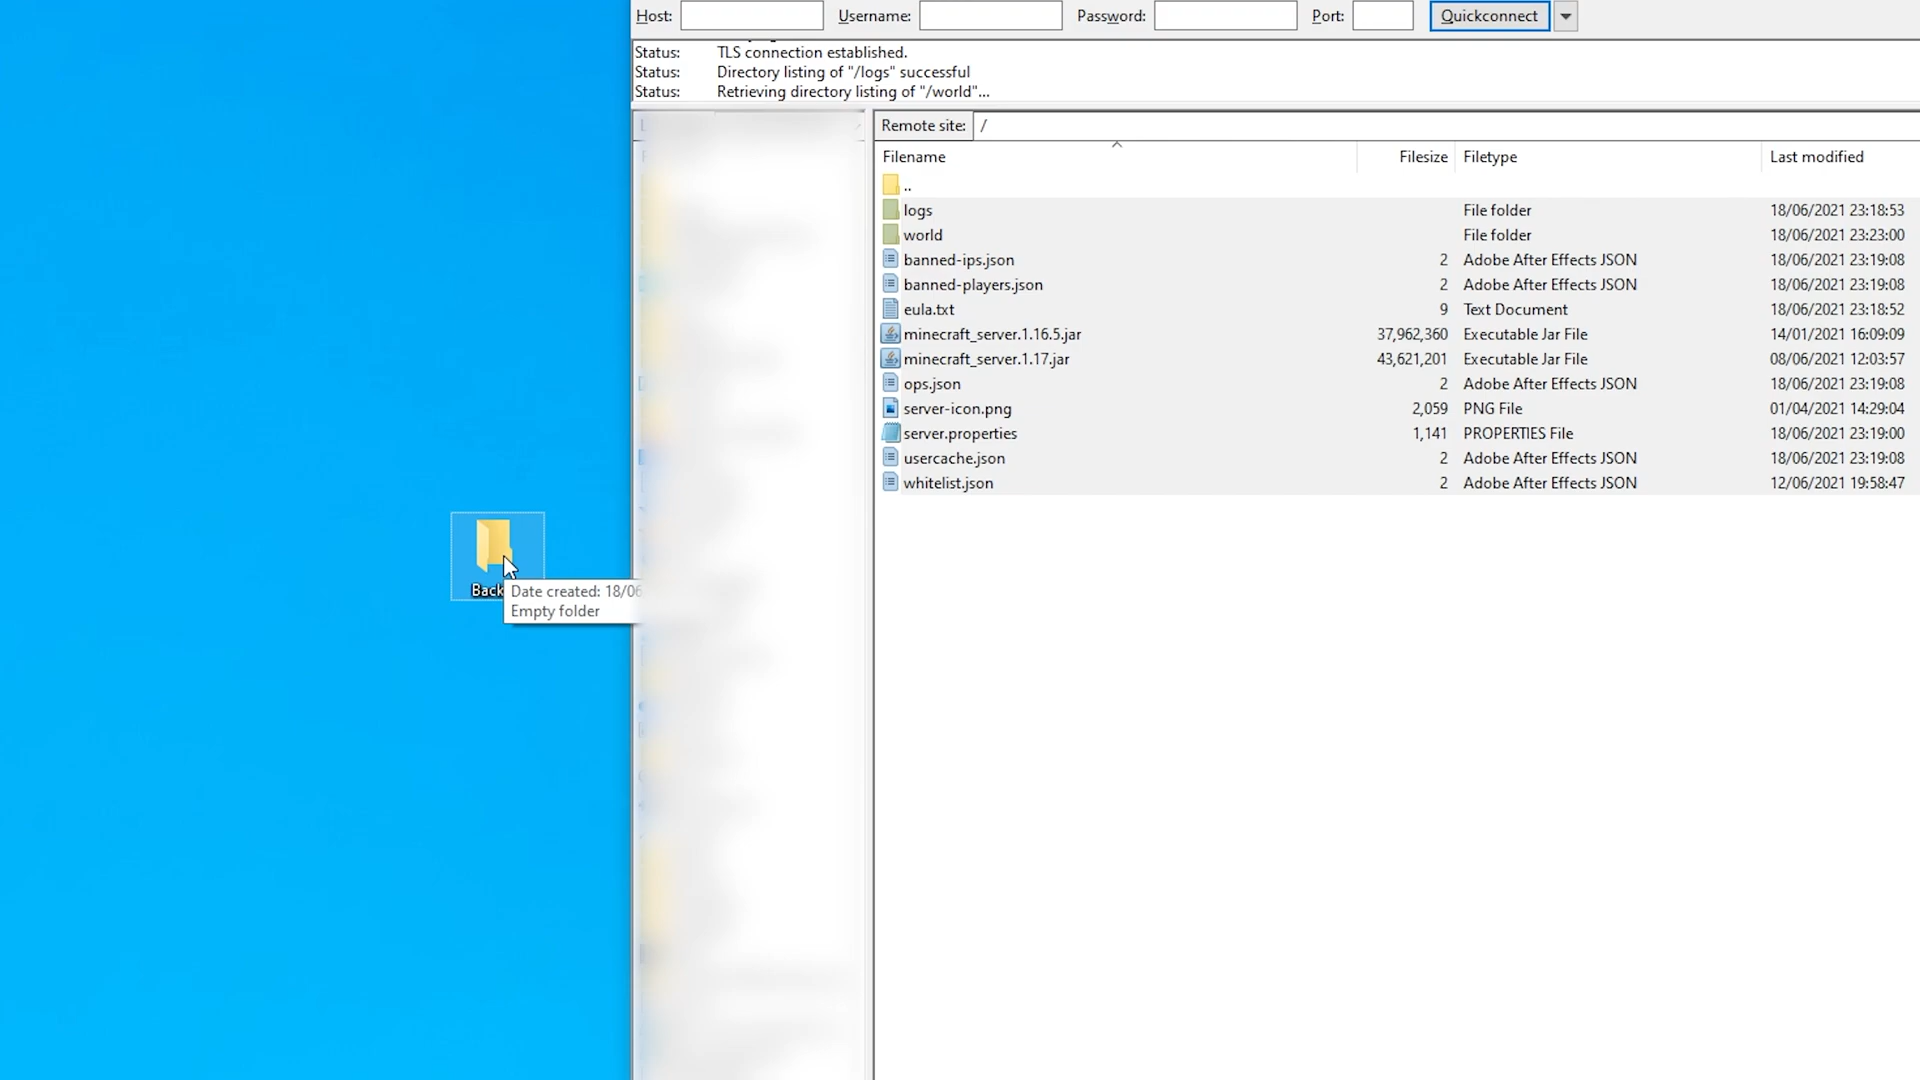 Host: Username: Password: Port: Quickconnect
Status: TLS connection established.
Status: Directory listing of "/logs" successful
Status: Retrieving directory listing of "/world"...
Remote site: /
Filename Filesize Filetype Last modified
..
logs File folder 18/06/2021 23:18:53
world File folder 18/06/2021 23:23:00
banned-ips.json 2 Adobe After Effects JSON 18/06/2021 23:19:08
banned-players.json 2 Adobe After Effects JSON 18/06/2021 23:19:08
eula.txt 9 Text Document 18/06/2021 23:18:52
minecraft_server.1.16.5.jar 37,962,360 Executable Jar File 14/01/2021 16:09:09
minecraft_server.1.17.jar 43,621,201 Executable Jar File 08/06/2021 12:03:57
ops.json 2 Adobe After Effects JSON 18/06/2021 23:19:08
server-icon.png 2,059 PNG File 01/04/2021 14:29:04
server.properties 1,141 PROPERTIES File 18/06/2021 23:19:00
usercache.json 2 Adobe After Effects JSON 18/06/2021 23:19:08
whitelist.json 2 Adobe After Effects JSON 12/06/2021 19:58:47
Back
Date created: 18/06
Empty folder